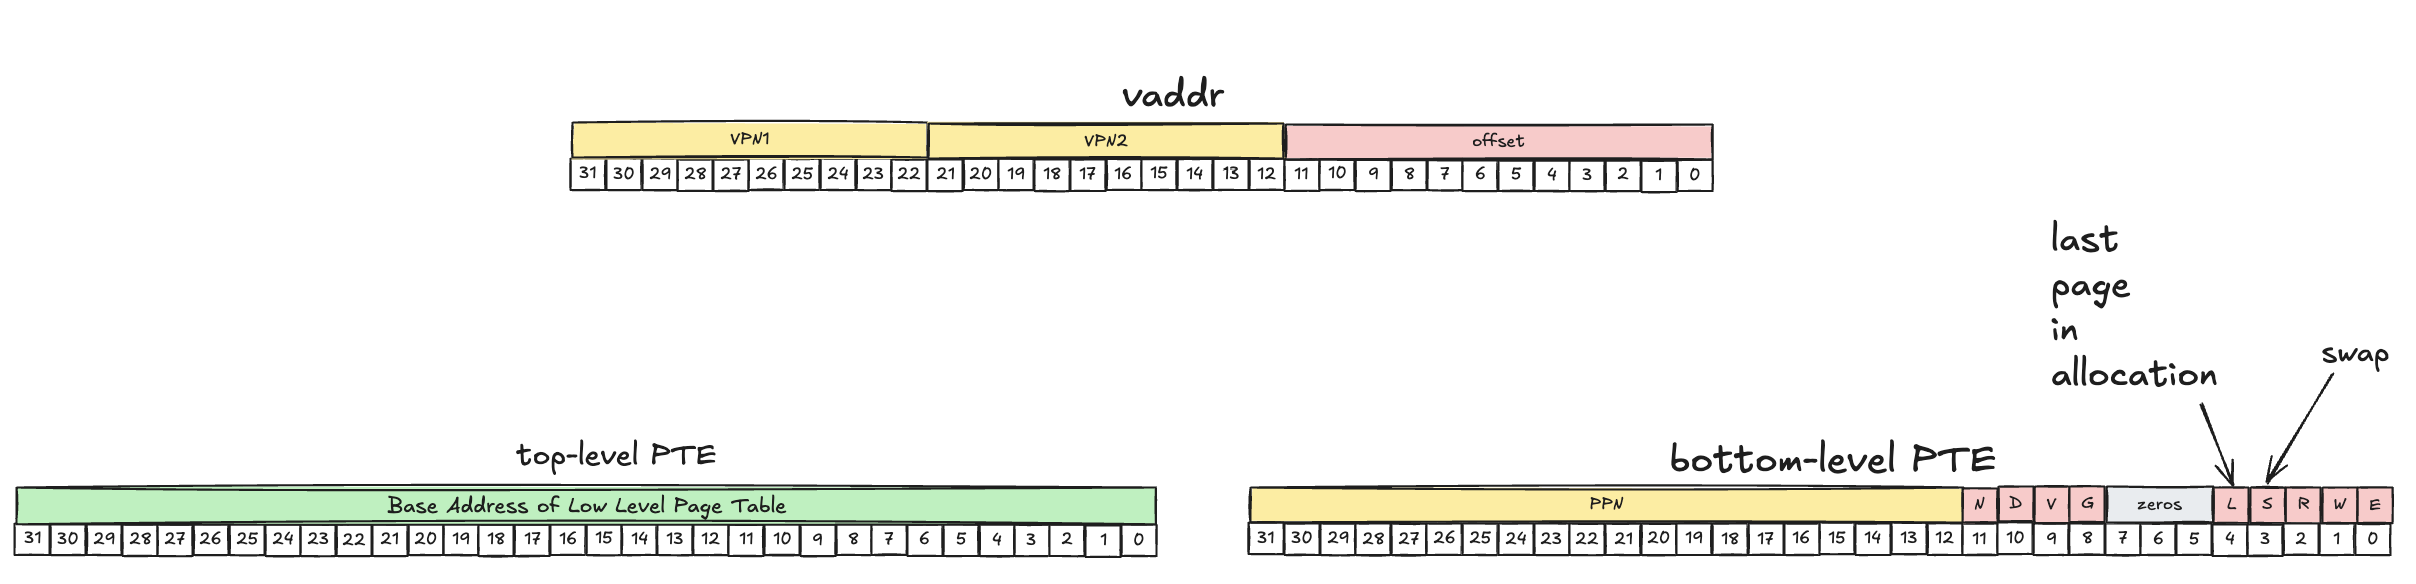 vaddr
VPN1 VPN2 offset
31 30 29 28 27 26 25 24 23 22 21 20 19 18 17 16 15 14 13 12 11 10 9 8 7 6 5 4 3 2 1 0
last
page
in
allocation
swap
top-level PTE
Base Address of Low Level Page Table
31 30 29 28 27 26 25 24 23 22 21 20 19 18 17 16 15 14 13 12 11 10 9 8 7 6 5 4 3 2 1 0
bottom-level PTE
PPN N D V G zeros L S R W E
31 30 29 28 27 26 25 24 23 22 21 20 19 18 17 16 15 14 13 12 11 10 9 8 7 6 5 4 3 2 1 0